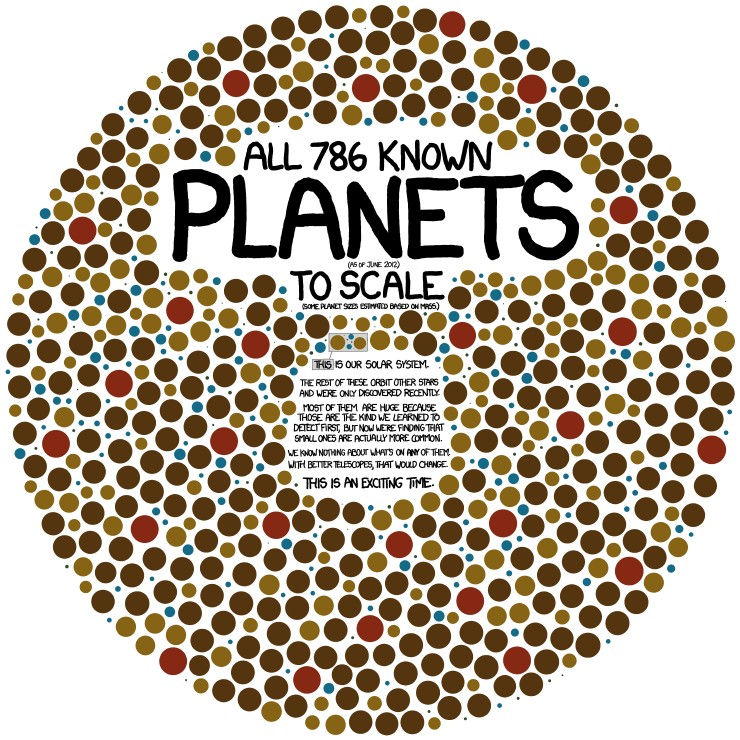 ALL 786 KNOWN
PLANETS
(AS OF JUNE 2012)
TO SCALE
(SOME PLANET SIZES ESTIMATED BASED ON MASS)
THIS IS OUR SOLAR SYSTEM.
THE REST OF THESE ORBIT OTHER STARS
AND WERE ONLY DISCOVERED RECENTLY.
MOST OF THEM ARE HUGE BECAUSE
THOSE ARE THE KIND WE LEARNED TO
DETECT FIRST, BUT NOW WE'RE FINDING THAT
SMALL ONES ARE ACTUALLY MORE COMMON.
WE KNOW NOTHING ABOUT WHAT'S ON ANY OF THEM.
WITH BETTER TELESCOPES, THAT WOULD CHANGE.
THIS IS AN EXCITING TIME.